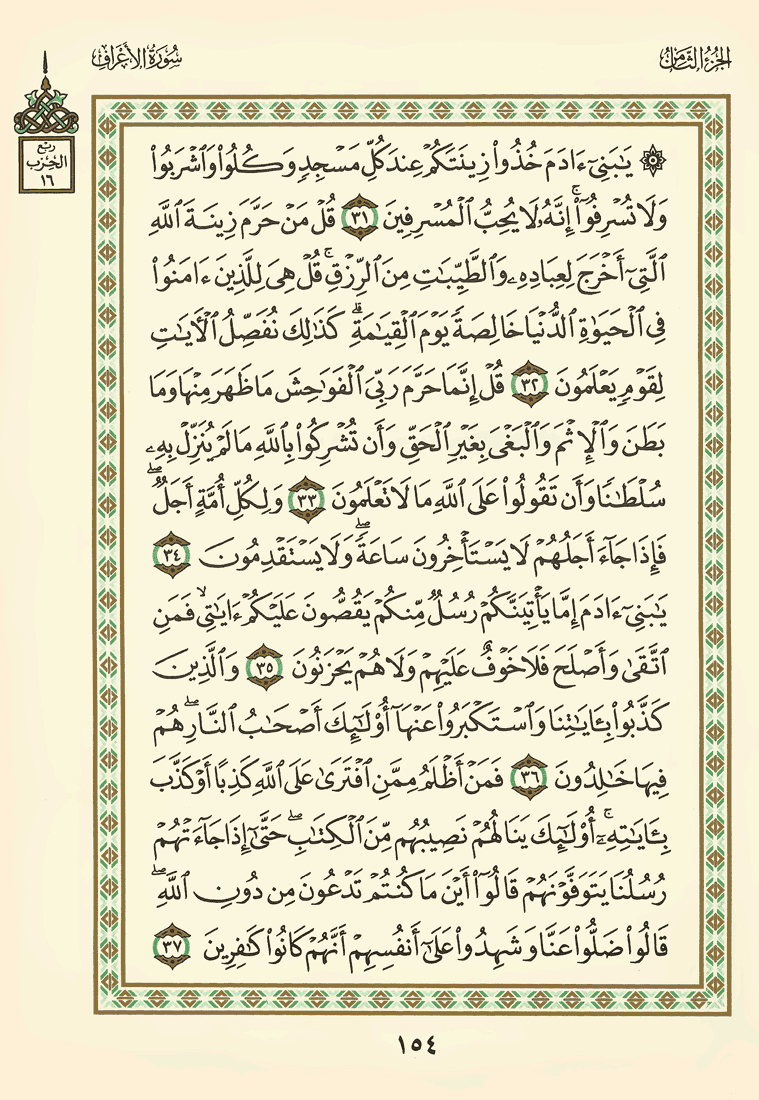 الجزء الثامن
سورة الأعراف
ربع
الحزب
١٦
۞ يَٰبَنِيٓ ءَادَمَ خُذُوا۟ زِينَتَكُمْ عِندَ كُلِّ مَسْجِدٍ وَكُلُوا۟ وَٱشْرَبُوا۟
وَلَا تُسْرِفُوٓا۟ ۚ إِنَّهُۥ لَا يُحِبُّ ٱلْمُسْرِفِينَ ٣١ قُلْ مَنْ حَرَّمَ زِينَةَ ٱللَّهِ
ٱلَّتِىٓ أَخْرَجَ لِعِبَادِهِۦ وَٱلطَّيِّبَٰتِ مِنَ ٱلرِّزْقِ ۚ قُلْ هِىَ لِلَّذِينَ ءَامَنُوا۟
فِى ٱلْحَيَوٰةِ ٱلدُّنْيَا خَالِصَةً يَوْمَ ٱلْقِيَٰمَةِ ۗ كَذَٰلِكَ نُفَصِّلُ ٱلْءَايَٰتِ
لِقَوْمٍ يَعْلَمُونَ ٣٢ قُلْ إِنَّمَا حَرَّمَ رَبِّىَ ٱلْفَوَٰحِشَ مَا ظَهَرَ مِنْهَا وَمَا
بَطَنَ وَٱلْإِثْمَ وَٱلْبَغْىَ بِغَيْرِ ٱلْحَقِّ وَأَن تُشْرِكُوا۟ بِٱللَّهِ مَا لَمْ يُنَزِّلْ بِهِۦ
سُلْطَٰنًا وَأَن تَقُولُوا۟ عَلَى ٱللَّهِ مَا لَا تَعْلَمُونَ ٣٣ وَلِكُلِّ أُمَّةٍ أَجَلٌ ۖ
فَإِذَا جَآءَ أَجَلُهُمْ لَا يَسْتَأْخِرُونَ سَاعَةً ۖ وَلَا يَسْتَقْدِمُونَ ٣٤
يَٰبَنِىٓ ءَادَمَ إِمَّا يَأْتِيَنَّكُمْ رُسُلٌ مِّنكُمْ يَقُصُّونَ عَلَيْكُمْ ءَايَٰتِى ۙ فَمَنِ
ٱتَّقَىٰ وَأَصْلَحَ فَلَا خَوْفٌ عَلَيْهِمْ وَلَا هُمْ يَحْزَنُونَ ٣٥ وَٱلَّذِينَ
كَذَّبُوا۟ بِـَٔايَٰتِنَا وَٱسْتَكْبَرُوا۟ عَنْهَآ أُو۟لَٰٓئِكَ أَصْحَٰبُ ٱلنَّارِ ۖ هُمْ
فِيهَا خَٰلِدُونَ ٣٦ فَمَنْ أَظْلَمُ مِمَّنِ ٱفْتَرَىٰ عَلَى ٱللَّهِ كَذِبًا أَوْ كَذَّبَ
بِـَٔايَٰتِهِۦٓ ۚ أُو۟لَٰٓئِكَ يَنَالُهُمْ نَصِيبُهُم مِّنَ ٱلْكِتَٰبِ ۖ حَتَّىٰٓ إِذَا جَآءَتْهُمْ
رُسُلُنَا يَتَوَفَّوْنَهُمْ قَالُوٓا۟ أَيْنَ مَا كُنتُمْ تَدْعُونَ مِن دُونِ ٱللَّهِ ۖ
قَالُوا۟ ضَلُّوا۟ عَنَّا وَشَهِدُوا۟ عَلَىٰٓ أَنفُسِهِمْ أَنَّهُمْ كَانُوا۟ كَٰفِرِينَ ٣٧
١٥٤